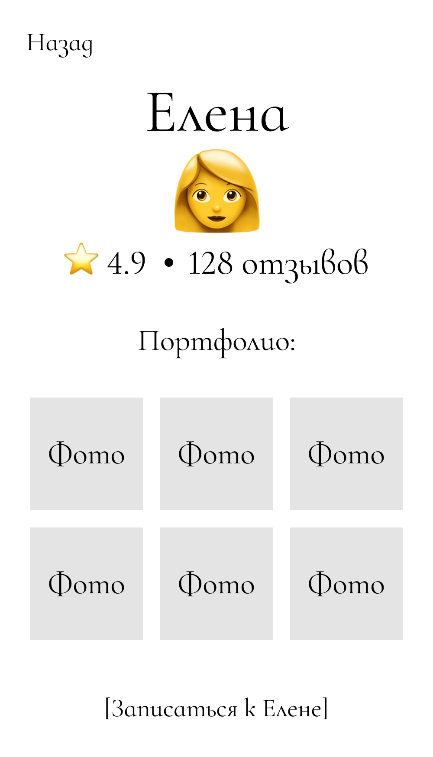 Назад
Елена
4.9 • 128 отзывов
Портфолио:
Фото Фото Фото
Фото Фото Фото
[Записаться к Елене]